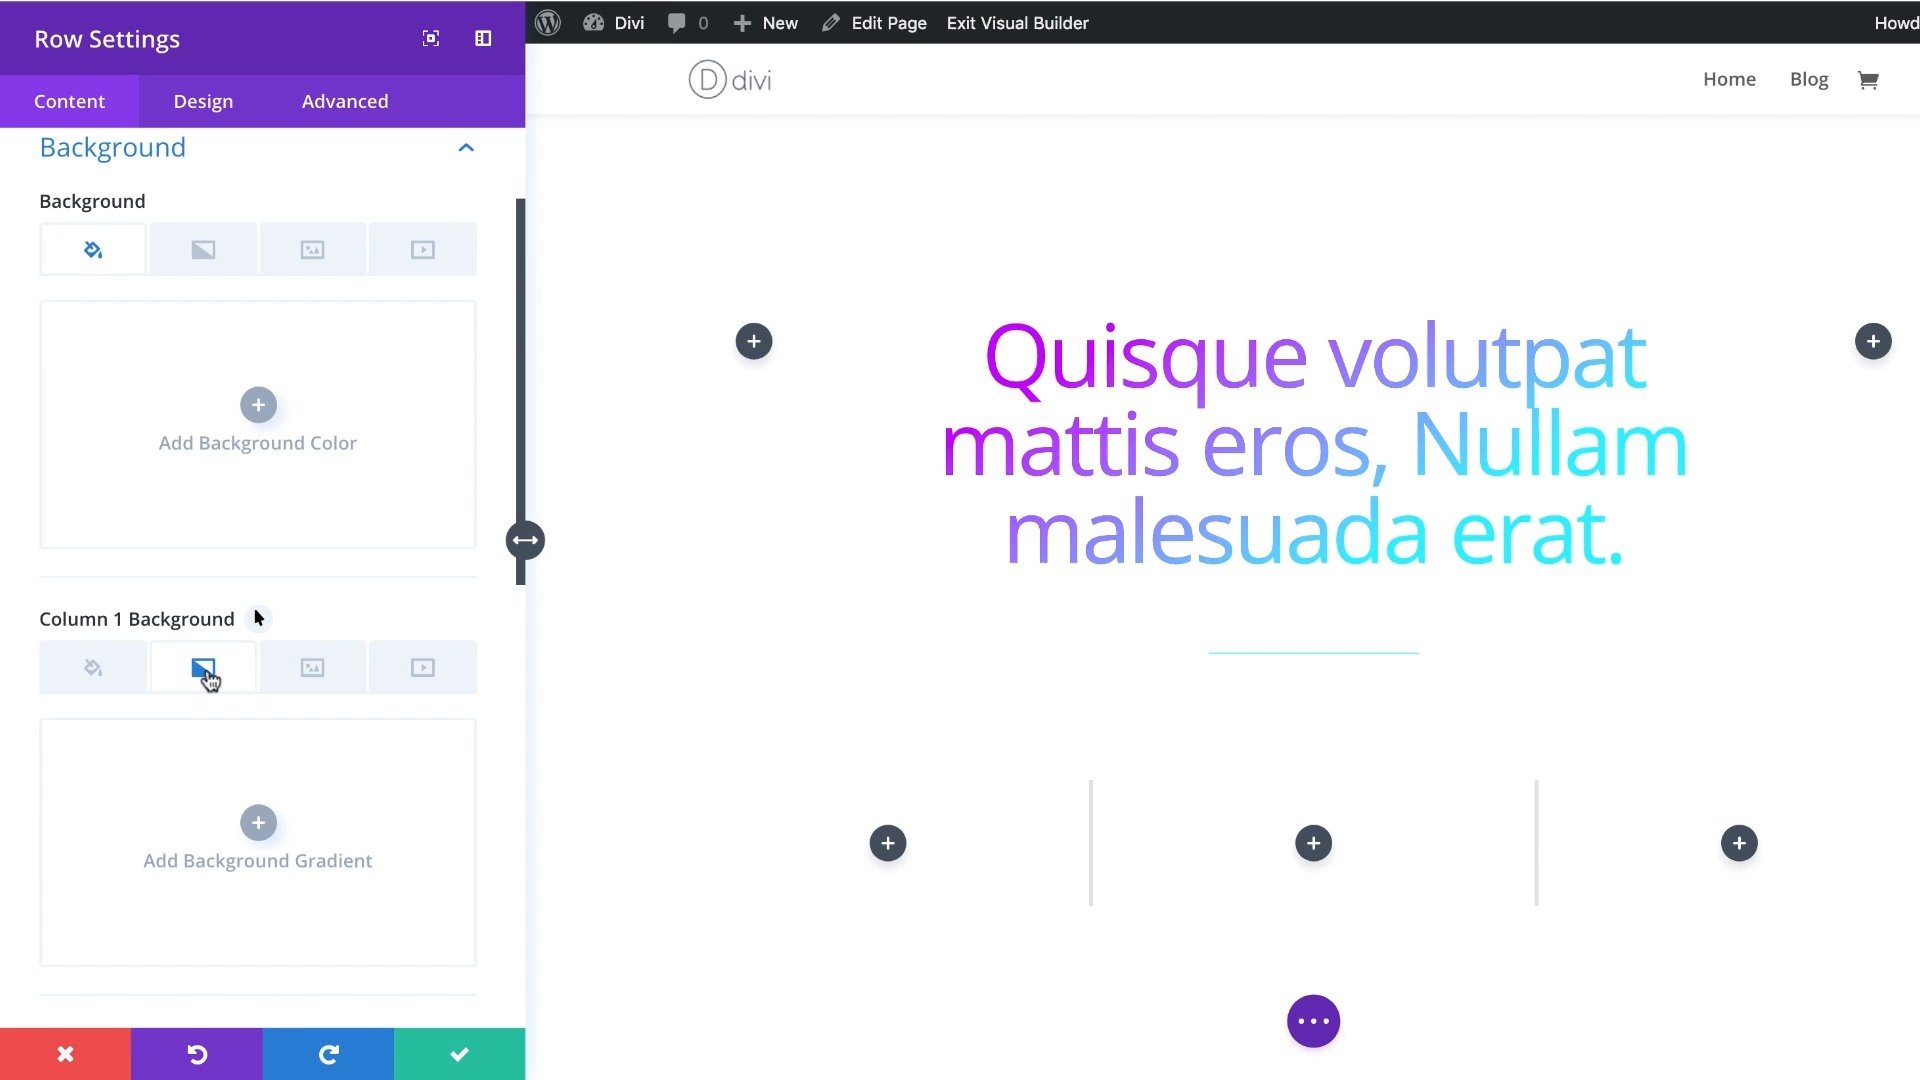 Row Settings
Content
Design
Advanced
Background
Background
Add Background Color
Column 1 Background
Add Background Gradient
Divi
0
New
Edit Page
Exit Visual Builder
Howd
D divi
Home
Blog
Quisque volutpat
mattis eros, Nullam
malesuada erat.